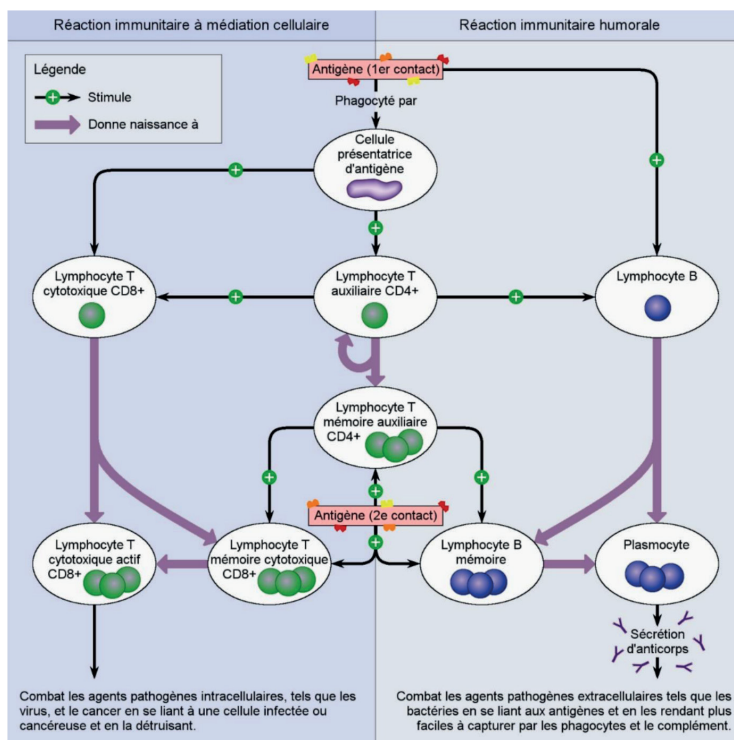 Réaction immunitaire à médiation cellulaire
Réaction immunitaire humorale
Légende
Stimule
Donne naissance à
Antigène (1er contact)
Phagocyté par
Cellule
présentatrice
d'antigène
Lymphocyte T
cytotoxique CD8+
Lymphocyte T
auxiliaire CD4+
Lymphocyte B
Lymphocyte T
mémoire auxiliaire
CD4+
Antigène (2e contact)
Lymphocyte T
cytotoxique actif
CD8+
Lymphocyte T
mémoire cytotoxique
CD8+
Lymphocyte B
mémoire
Plasmocyte
Sécrétion
d'anticorps
Combat les agents pathogènes intracellulaires, tels que les
virus, et le cancer en se liant à une cellule infectée ou
cancéreuse et en la détruisant.
Combat les agents pathogènes extracellulaires tels que les
bactéries en se liant aux antigènes et en les rendant plus
faciles à capturer par les phagocytes et le complément.